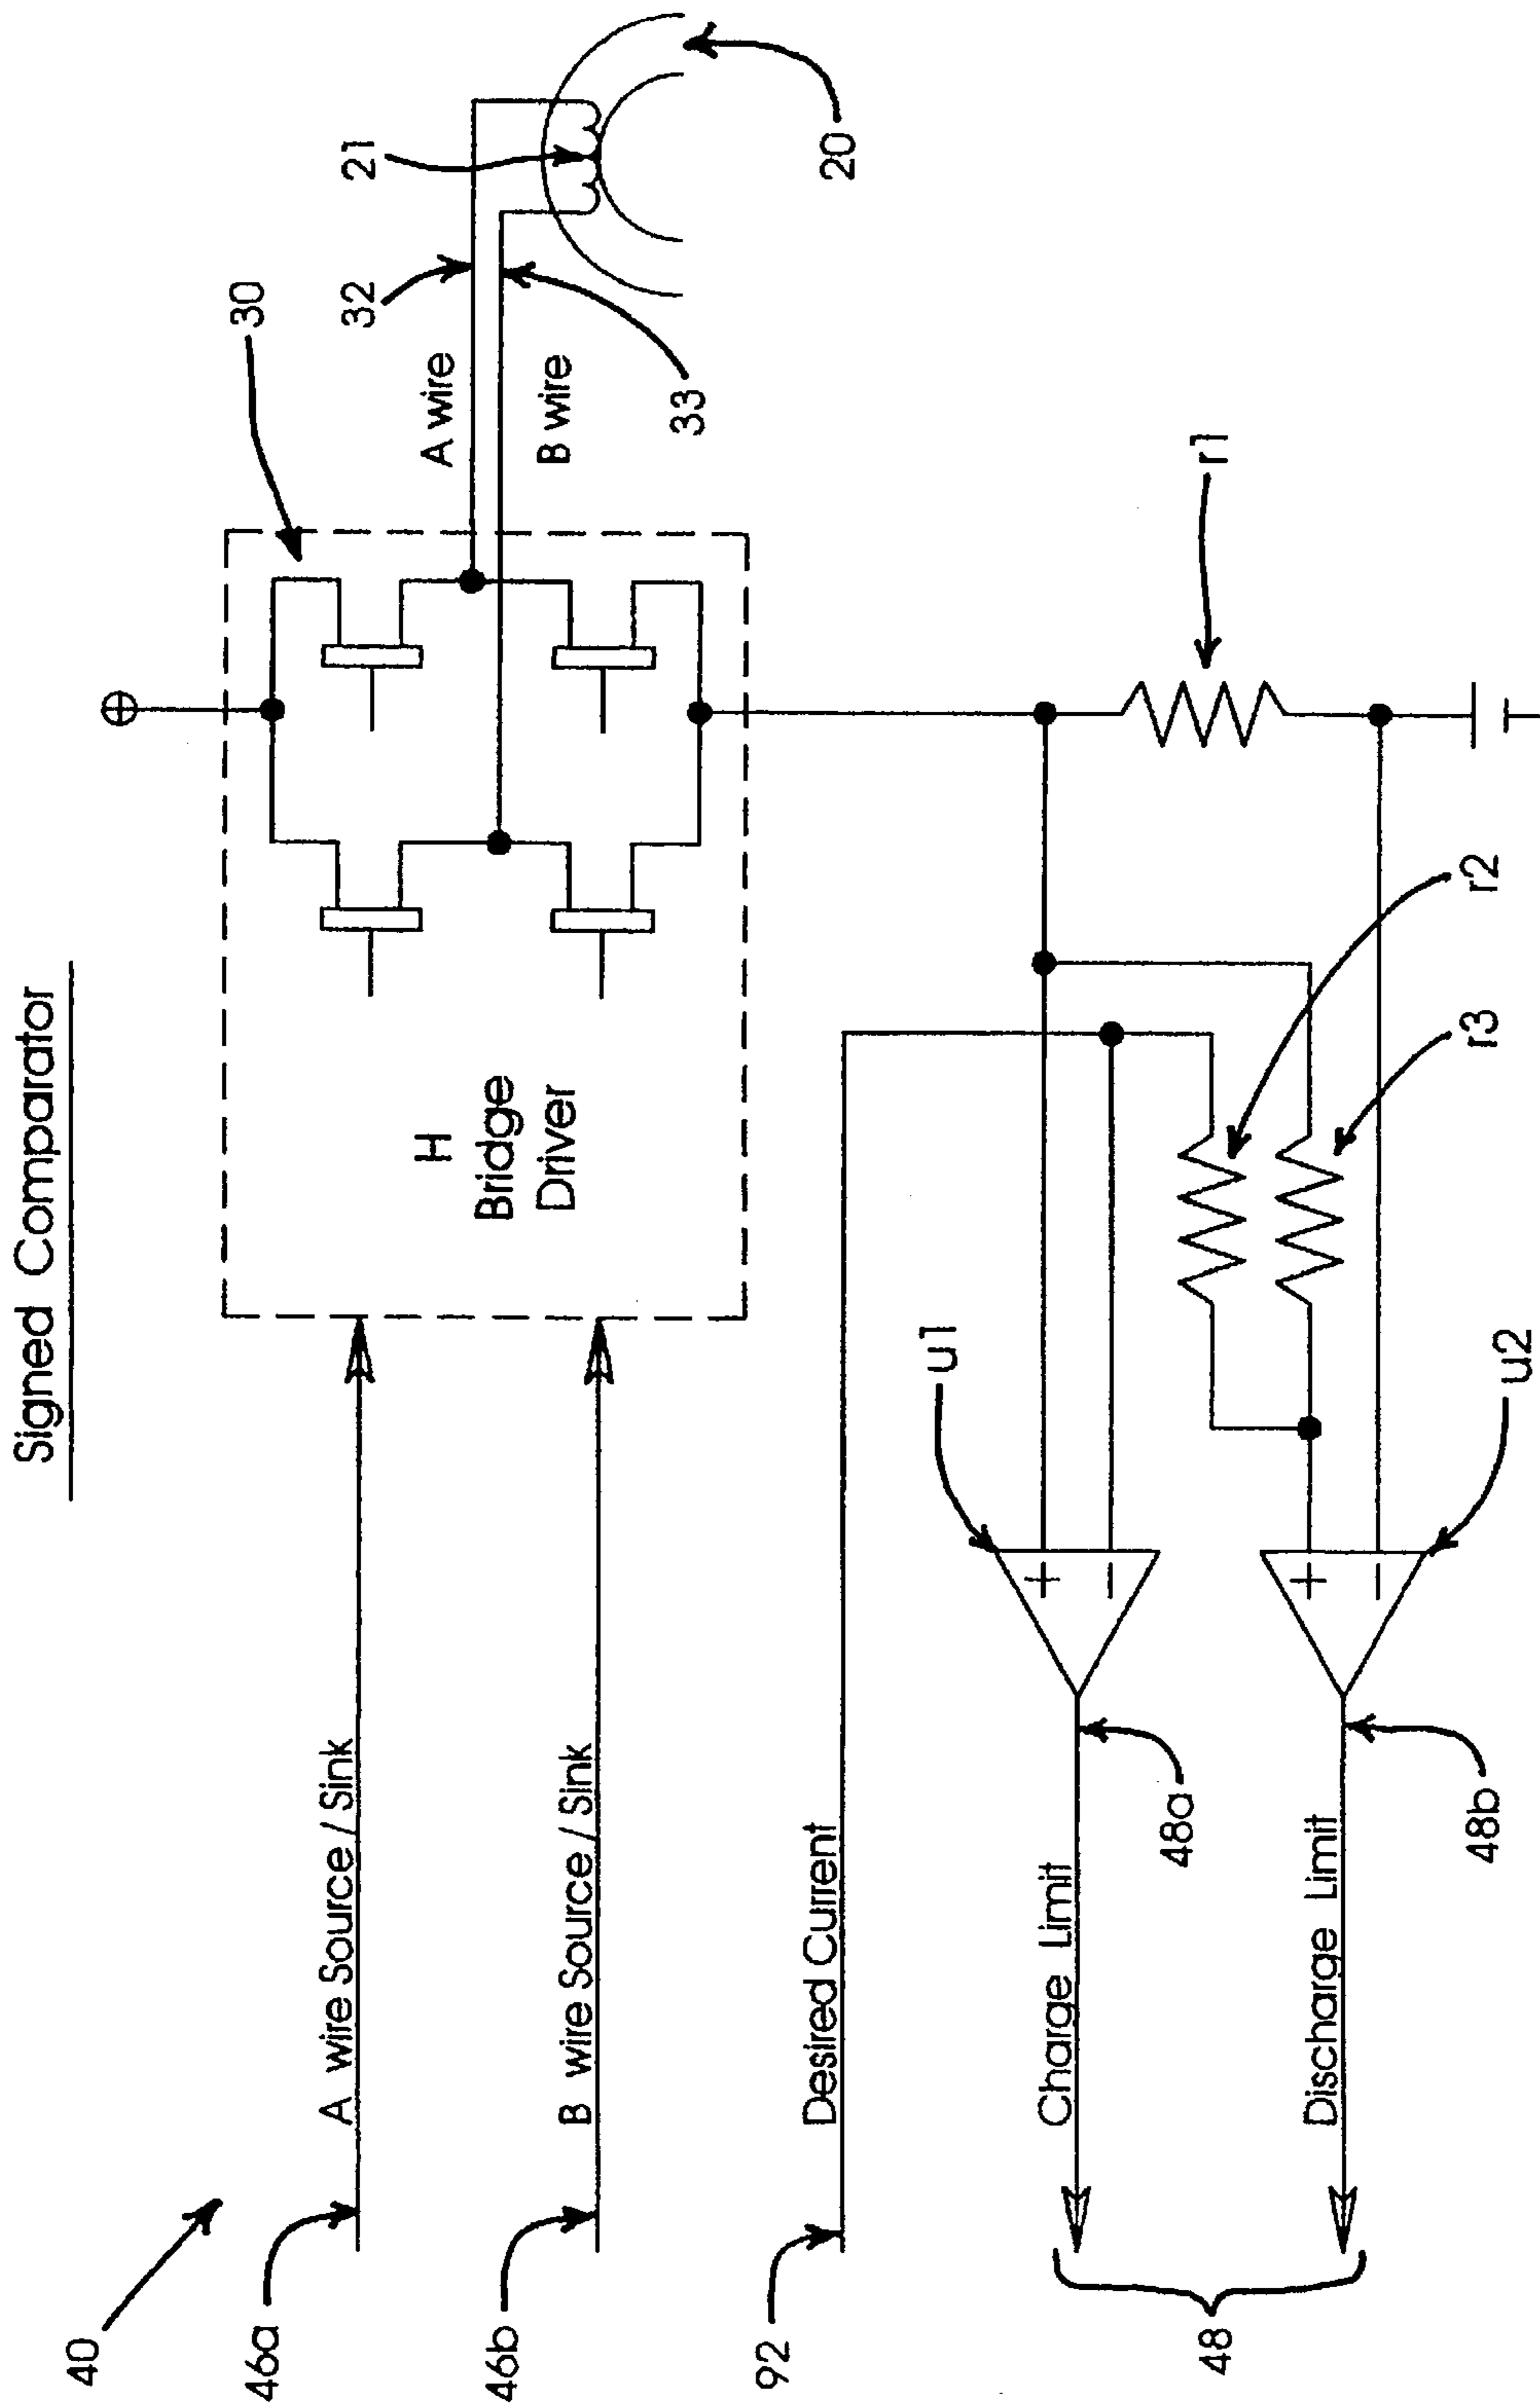 Signed Comparator
40
46a
A wire Source / Sink
46b
B wire Source / Sink
H
Bridge
Driver
30
A wire
32
21
B wire
33
20
92
Desired Current
u1
Charge Limit
48a
r1
r2
r3
u2
Discharge Limit
48b
48
+
−
+
−